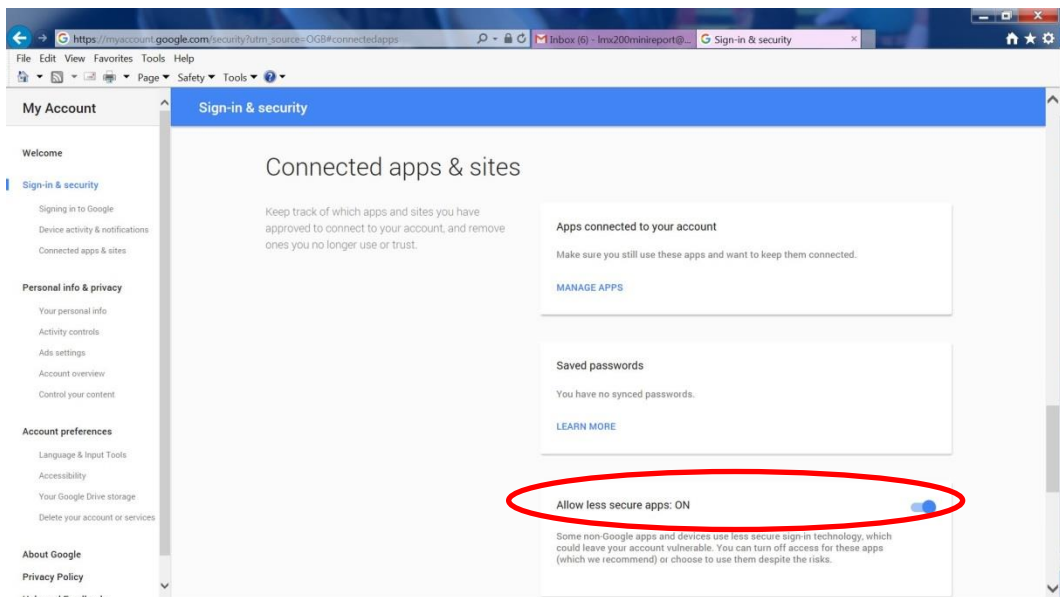 https://myaccount.google.com/security?utm_source=OGB#connectedapps
Inbox (6) - lmx200minireport@...
Sign-in & security
File Edit View Favorites Tools Help
Page Safety Tools
My Account
Sign-in & security
Welcome
Sign-in & security
Signing in to Google
Device activity & notifications
Connected apps & sites
Personal info & privacy
Your personal info
Activity controls
Ads settings
Account overview
Control your content
Account preferences
Language & Input Tools
Accessibility
Your Google Drive storage
Delete your account or services
About Google
Privacy Policy
Connected apps & sites
Keep track of which apps and sites you have
approved to connect to your account, and remove
ones you no longer use or trust.
Apps connected to your account
Make sure you still use these apps and want to keep them connected.
MANAGE APPS
Saved passwords
You have no synced passwords.
LEARN MORE
Allow less secure apps: ON
Some non-Google apps and devices use less secure sign-in technology, which
could leave your account vulnerable. You can turn off access for these apps
(which we recommend) or choose to use them despite the risks.